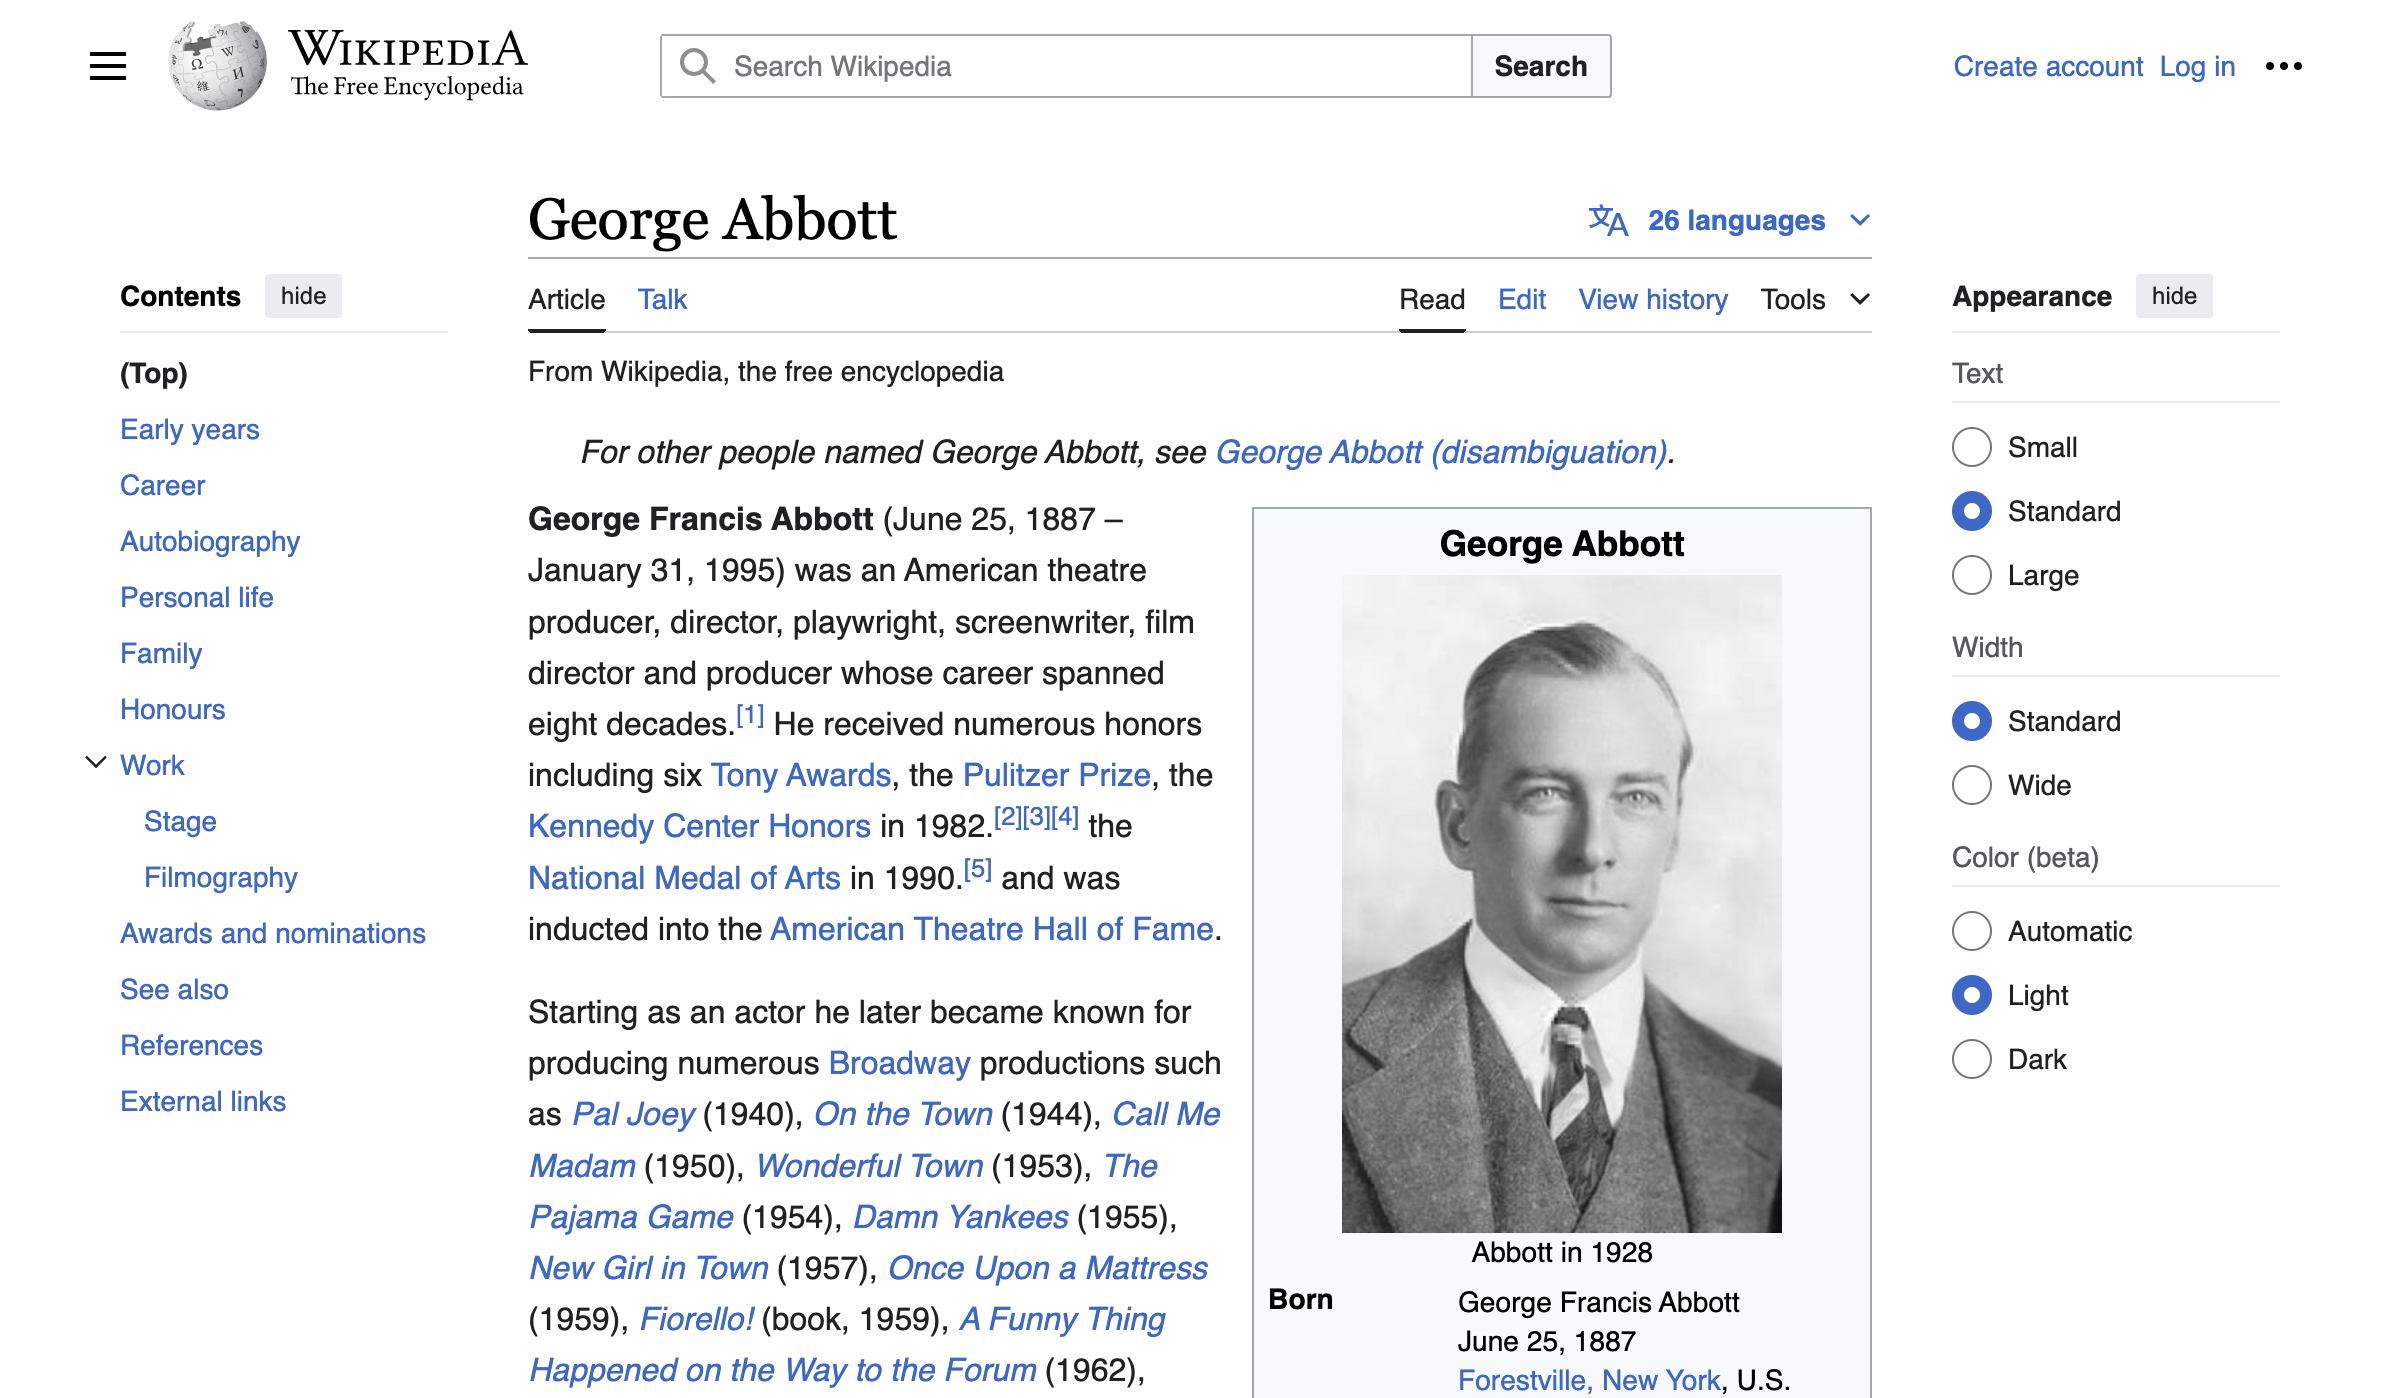 WIKIPEDIA
The Free Encyclopedia
Search Wikipedia
Search
Create account Log in
George Abbott
26 languages
Contents hide
(Top)
Early years
Career
Autobiography
Personal life
Family
Honours
Work
Stage
Filmography
Awards and nominations
See also
References
External links
Article Talk
Read Edit View history Tools
From Wikipedia, the free encyclopedia
For other people named George Abbott, see George Abbott (disambiguation).
George Francis Abbott (June 25, 1887 –
January 31, 1995) was an American theatre
producer, director, playwright, screenwriter, film
director and producer whose career spanned
eight decades.[1] He received numerous honors
including six Tony Awards, the Pulitzer Prize, the
Kennedy Center Honors in 1982.[2][3][4] the
National Medal of Arts in 1990.[5] and was
inducted into the American Theatre Hall of Fame.
Starting as an actor he later became known for
producing numerous Broadway productions such
as Pal Joey (1940), On the Town (1944), Call Me
Madam (1950), Wonderful Town (1953), The
Pajama Game (1954), Damn Yankees (1955),
New Girl in Town (1957), Once Upon a Mattress
(1959), Fiorello! (book, 1959), A Funny Thing
Happened on the Way to the Forum (1962),
George Abbott
Abbott in 1928
Born George Francis Abbott
June 25, 1887
Forestville, New York, U.S.
Appearance hide
Text
Small
Standard
Large
Width
Standard
Wide
Color (beta)
Automatic
Light
Dark